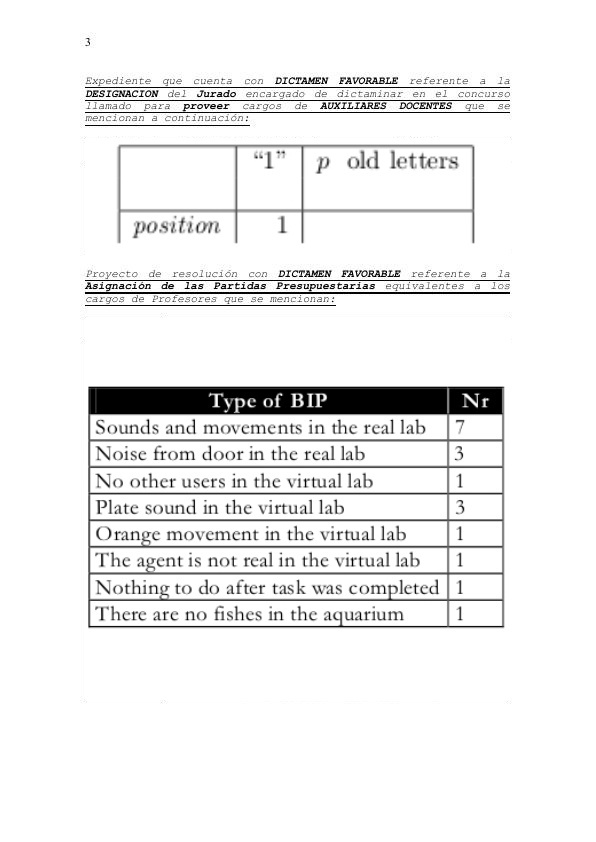 3
Expediente que cuenta con DICTAMEN FAVORABLE referente a la
DESIGNACION del Jurado encargado de dictaminar en el concurso
llamado para proveer cargos de AUXILIARES DOCENTES que se
mencionan a continuación:
“1” p old letters
position 1
Proyecto de resolución con DICTAMEN FAVORABLE referente a la
Asignación de las Partidas Presupuestarias equivalentes a los
cargos de Profesores que se mencionan:
Type of BIP Nr
Sounds and movements in the real lab 7
Noise from door in the real lab 3
No other users in the virtual lab 1
Plate sound in the virtual lab 3
Orange movement in the virtual lab 1
The agent is not real in the virtual lab 1
Nothing to do after task was completed 1
There are no fishes in the aquarium 1